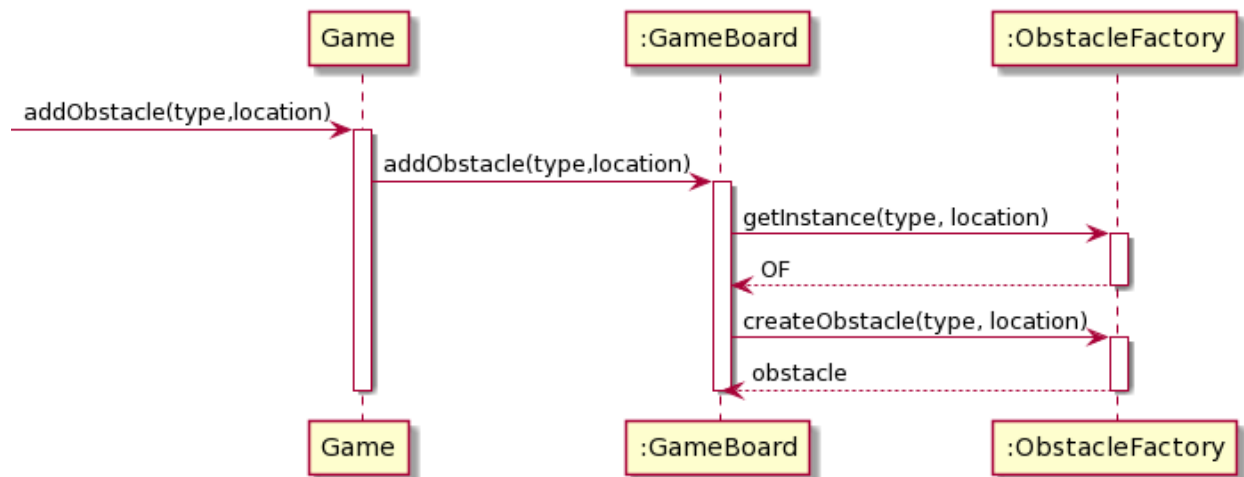 Game
:GameBoard
:ObstacleFactory
addObstacle(type,location)
addObstacle(type,location)
getInstance(type, location)
OF
createObstacle(type, location)
obstacle
Game
:GameBoard
:ObstacleFactory